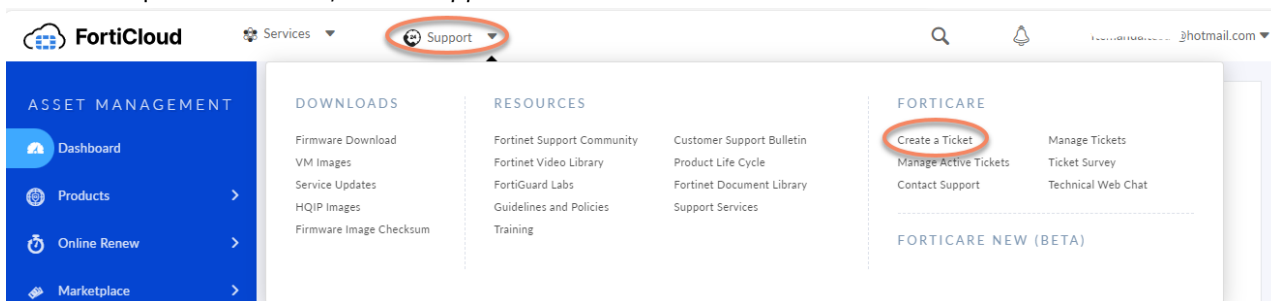 FortiCloud
Services
Support
@hotmail.com
ASSET MANAGEMENT
Dashboard
Products
Online Renew
Marketplace
DOWNLOADS
Firmware Download
VM Images
Service Updates
HQIP Images
Firmware Image Checksum
RESOURCES
Fortinet Support Community
Fortinet Video Library
FortiGuard Labs
Guidelines and Policies
Training
Customer Support Bulletin
Product Life Cycle
Fortinet Document Library
Support Services
FORTICARE
Create a Ticket
Manage Active Tickets
Contact Support
Manage Tickets
Ticket Survey
Technical Web Chat
FORTICARE NEW (BETA)